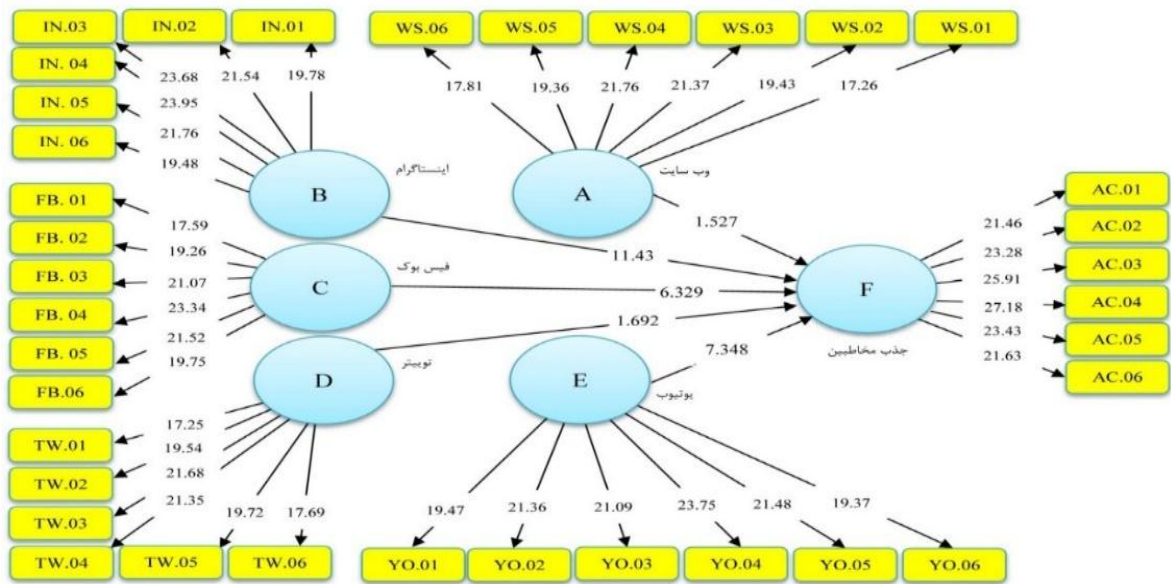 IN.03 IN.02 IN.01 WS.06 WS.05 WS.04 WS.03 WS.02 WS.01
IN. 04
IN. 05
IN. 06
23.68 21.54 19.78
23.95
21.76
19.48
17.81 19.36 21.76 21.37 19.43 17.26
B
اینستاگرام
A
وب سایت
1.527
11.43
FB. 01
FB. 02
FB. 03
FB. 04
FB. 05
FB.06
17.59
19.26
21.07
23.34
21.52
19.75
C
فیس بوک
6.329
1.692
7.348
F
جذب مخاطبین
21.46
23.28
25.91
27.18
23.43
21.63
AC.01
AC.02
AC.03
AC.04
AC.05
AC.06
D
توییتر
E
یوتیوب
17.25
19.54
21.68
21.35
19.72 17.69
TW.01
TW.02
TW.03
TW.04 TW.05 TW.06
19.47 21.36 21.09 23.75 21.48 19.37
YO.01 YO.02 YO.03 YO.04 YO.05 YO.06